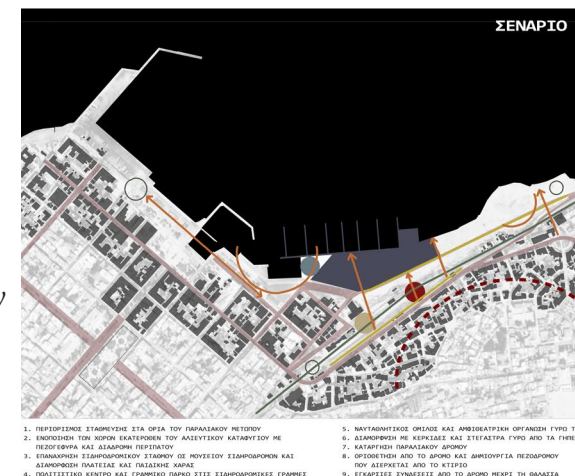 ΣΕΝΑΡΙΟ
y
1. ΠΕΡΙΟΡΙΣΜΟΣ ΣΤΑΘΜΕΥΣΗΣ ΣΤΑ ΟΡΙΑ ΤΟΥ ΠΑΡΑΛΙΑΚΟΥ ΜΕΤΩΠΟΥ
2. ΕΝΟΠΟΙΗΣΗ ΤΩΝ ΧΩΡΩΝ ΕΚΑΤΕΡΩΘΕΝ ΤΟΥ ΑΛΙΕΥΤΙΚΟΥ ΚΑΤΑΦΥΓΙΟΥ ΜΕ
ΠΕΖΟΓΕΦΥΡΑ ΚΑΙ ΔΙΑΔΡΟΜΗ ΠΕΡΙΠΑΤΟΥ
3. ΕΠΑΝΑΧΡΗΣΗ ΣΙΔΗΡΟΔΡΟΜΙΚΟΥ ΣΤΑΘΜΟΥ ΩΣ ΜΟΥΣΕΙΟΥ ΣΙΔΗΡΟΔΡΟΜΩΝ ΚΑΙ
ΔΙΑΜΟΡΦΩΣΗ ΠΛΑΤΕΙΑΣ ΚΑΙ ΠΑΙΔΙΚΗΣ ΧΑΡΑΣ
4. ΠΟΛΙΤΙΣΤΙΚΟ ΚΕΝΤΡΟ ΚΑΙ ΓΡΑΜΜΙΚΟ ΠΑΡΚΟ ΣΤΙΣ ΣΙΔΗΡΟΔΡΟΜΙΚΕΣ ΓΡΑΜΜΕΣ
5. ΝΑΥΤΑΘΛΗΤΙΚΟΣ ΟΜΙΛΟΣ ΚΑΙ ΑΜΦΙΘΕΑΤΡΙΚΗ ΟΡΓΑΝΩΣΗ ΓΥΡΩ Τ
6. ΔΙΑΜΟΡΦΩΣΗ ΜΕ ΚΕΡΚΙΔΕΣ ΚΑΙ ΣΤΕΓΑΣΤΡΑ ΓΥΡΩ ΑΠΟ ΤΑ ΓΗΠΕ
7. ΚΑΤΑΡΓΗΣΗ ΠΑΡΑΛΙΑΚΟΥ ΔΡΟΜΟΥ
8. ΟΡΙΟΘΕΤΗΣΗ ΑΠΟ ΤΟ ΔΡΟΜΟ ΚΑΙ ΔΗΜΙΟΥΡΓΙΑ ΠΕΖΟΔΡΟΜΟΥ
ΠΟΥ ΔΙΕΡΧΕΤΑΙ ΑΠΟ ΤΟ ΚΤΙΡΙΟ
9. ΕΓΚΑΡΣΙΕΣ ΣΥΝΔΕΣΕΙΣ ΑΠΟ ΤΟ ΔΡΟΜΟ ΜΕΧΡΙ ΤΗ ΘΑΛΑΣΣΑ